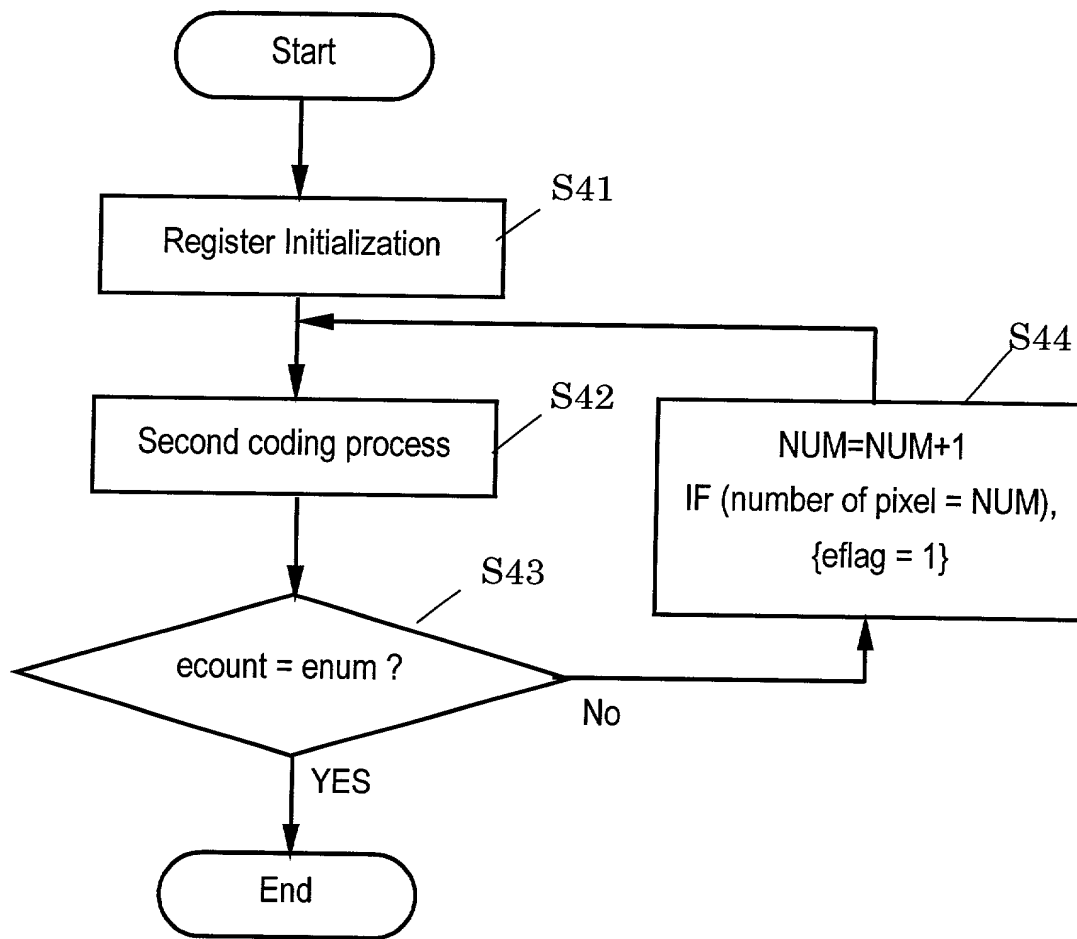 Start
S41
Register Initialization
S44
S42
Second coding process
NUM=NUM+1
IF (number of pixel = NUM),
{eflag = 1}
S43
ecount = enum ?
No
YES
End